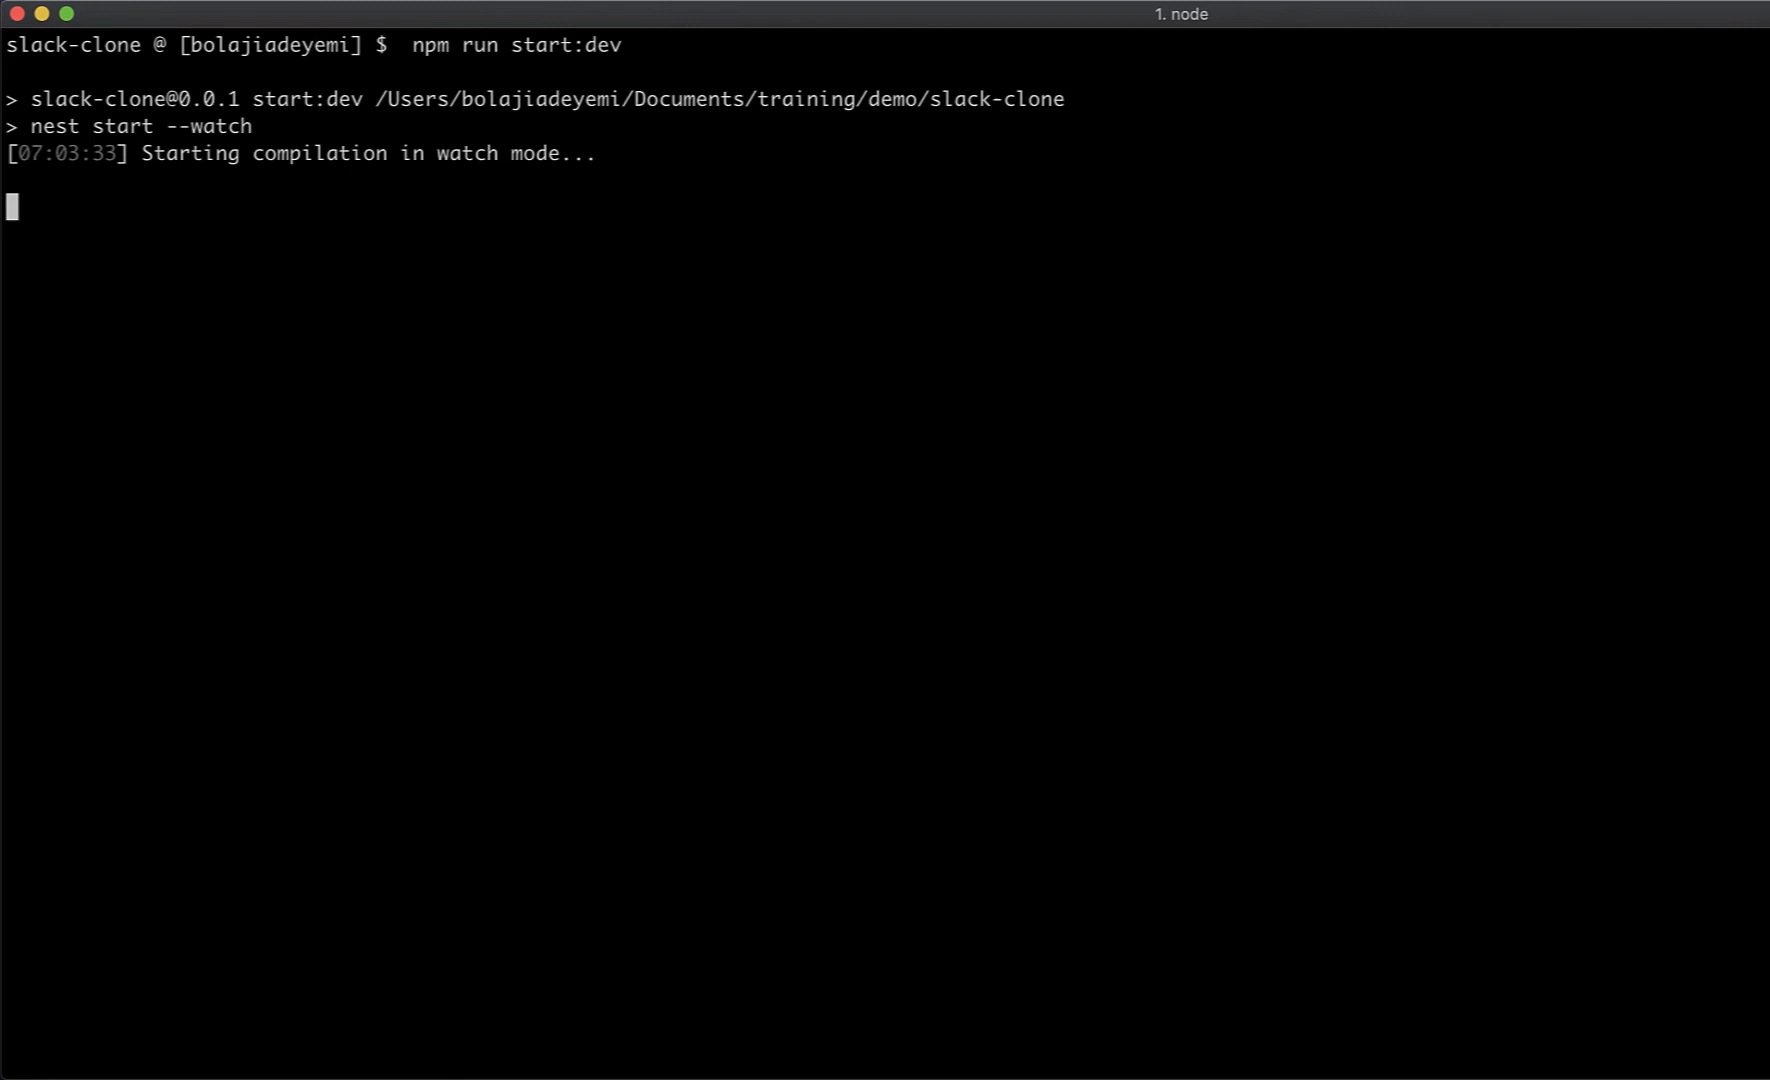 1. node
slack-clone @ [bolajiadeyemi] $  npm run start:dev
> slack-clone@0.0.1 start:dev /Users/bolajiadeyemi/Documents/training/demo/slack-clone
> nest start --watch
[07:03:33] Starting compilation in watch mode...